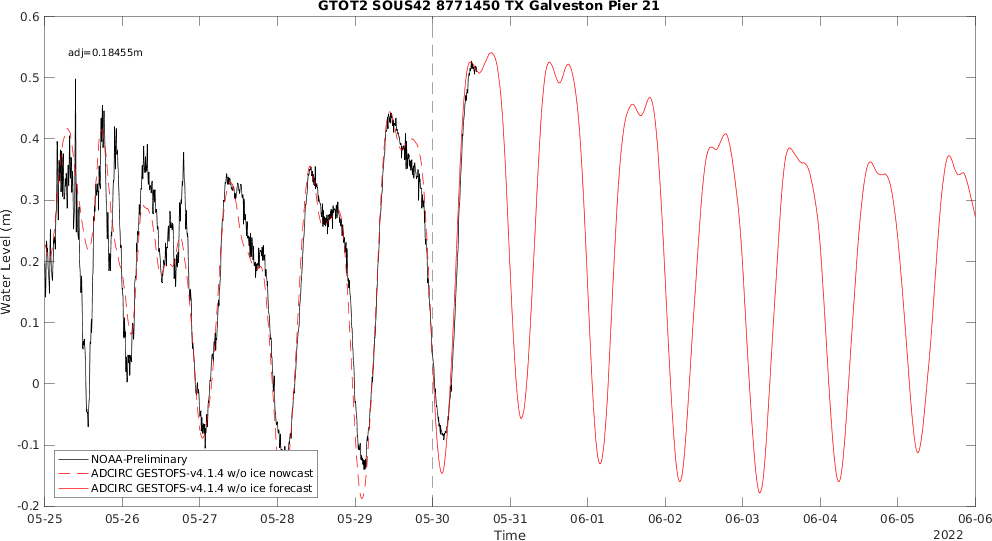 GTOT2 SOUS42 8771450 TX Galveston Pier 21
adj=0.18455m
0.6
0.5
0.4
0.3
0.2
0.1
0
-0.1
-0.2
Water Level (m)
NOAA-Preliminary
ADCIRC GESTOFS-v4.1.4 w/o ice nowcast
ADCIRC GESTOFS-v4.1.4 w/o ice forecast
05-25 05-26 05-27 05-28 05-29 05-30 05-31 06-01 06-02 06-03 06-04 06-05 06-06
Time
2022